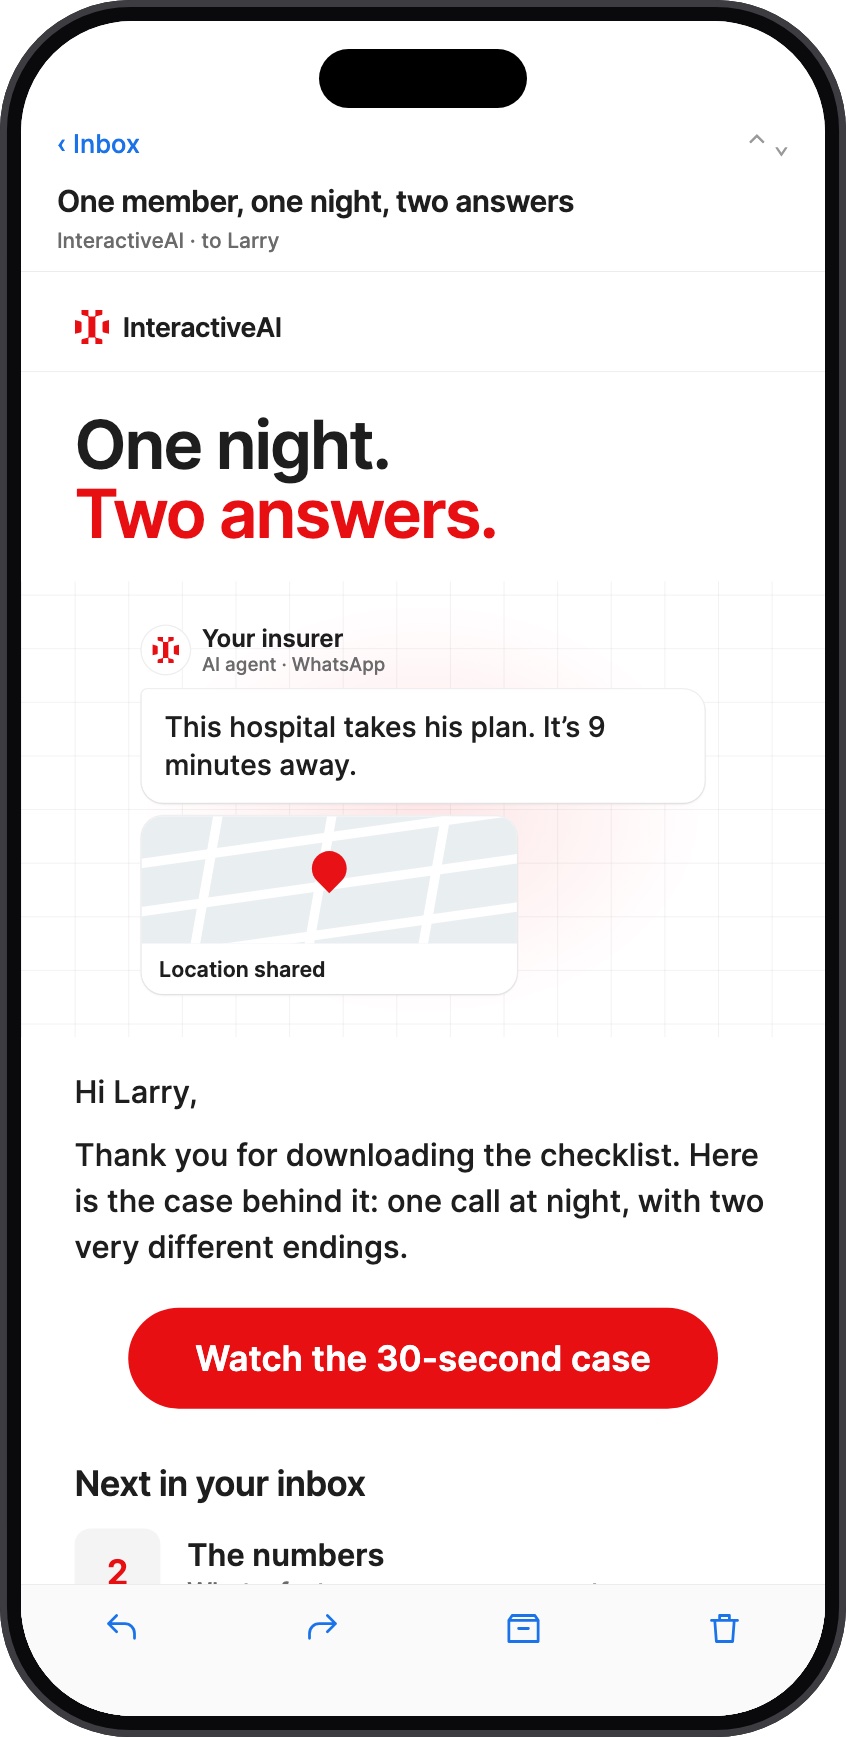 ‹ Inbox
One member, one night, two answers
InteractiveAI · to Larry
InteractiveAI
One night.
Two answers.
Your insurer
AI agent · WhatsApp
This hospital takes his plan. It’s 9
minutes away.
Location shared
Hi Larry,
Thank you for downloading the checklist. Here
is the case behind it: one call at night, with two
very different endings.
Watch the 30-second case
Next in your inbox
2
The numbers